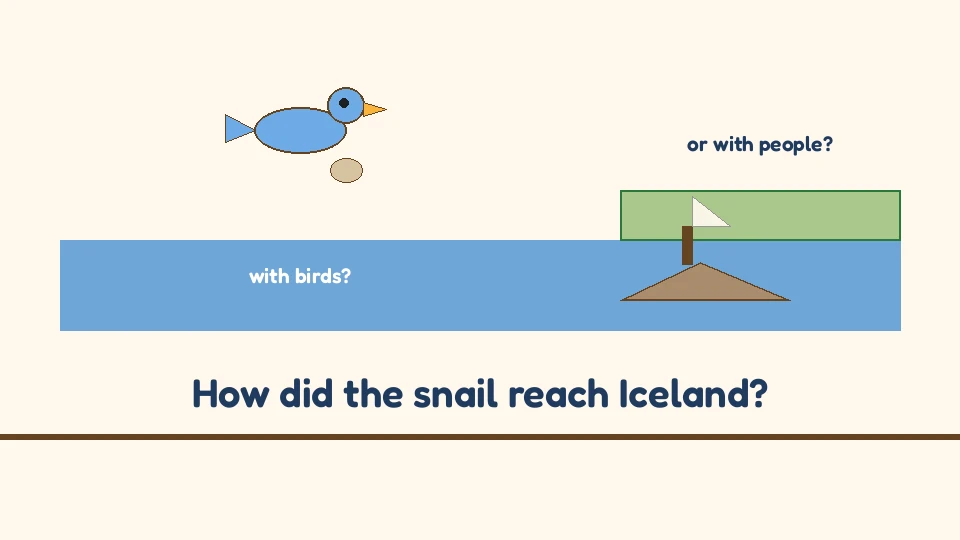 or with people?
with birds?
How did the snail reach Iceland?